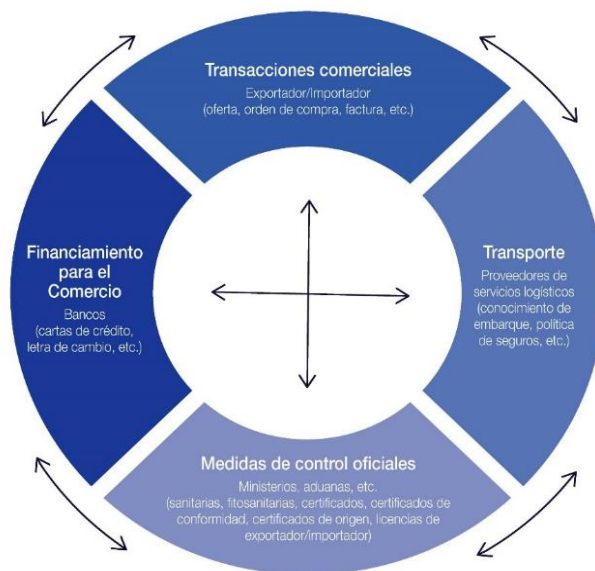 Transacciones comerciales
Exportador/Importador
(oferta, orden de compra, factura, etc.)
Financiamiento
para el
Comercio
Bancos
(cartas de crédito,
letra de cambio, etc.)
Transporte
Proveedores de
servicios logísticos
(conocimiento de
embarque, política
de seguros, etc.)
Medidas de control oficiales
Ministerios, aduanas, etc.
(sanitarias, fitosanitarias, certificados, certificados de
conformidad, certificados de origen, licencias de
exportador/importador)